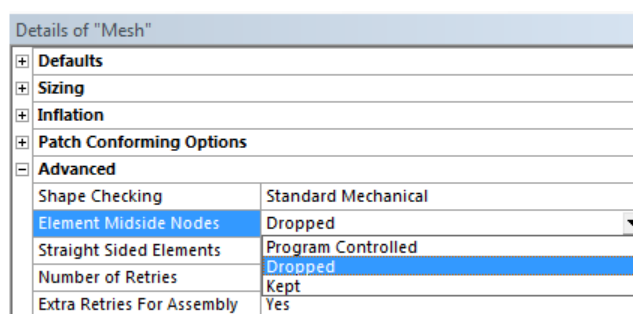 Details of "Mesh"
Defaults
Sizing
Inflation
Patch Conforming Options
Advanced
Shape Checking Standard Mechanical
Element Midside Nodes Dropped
Straight Sided Elements Program Controlled
Dropped
Number of Retries Kept
Extra Retries For Assembly Yes